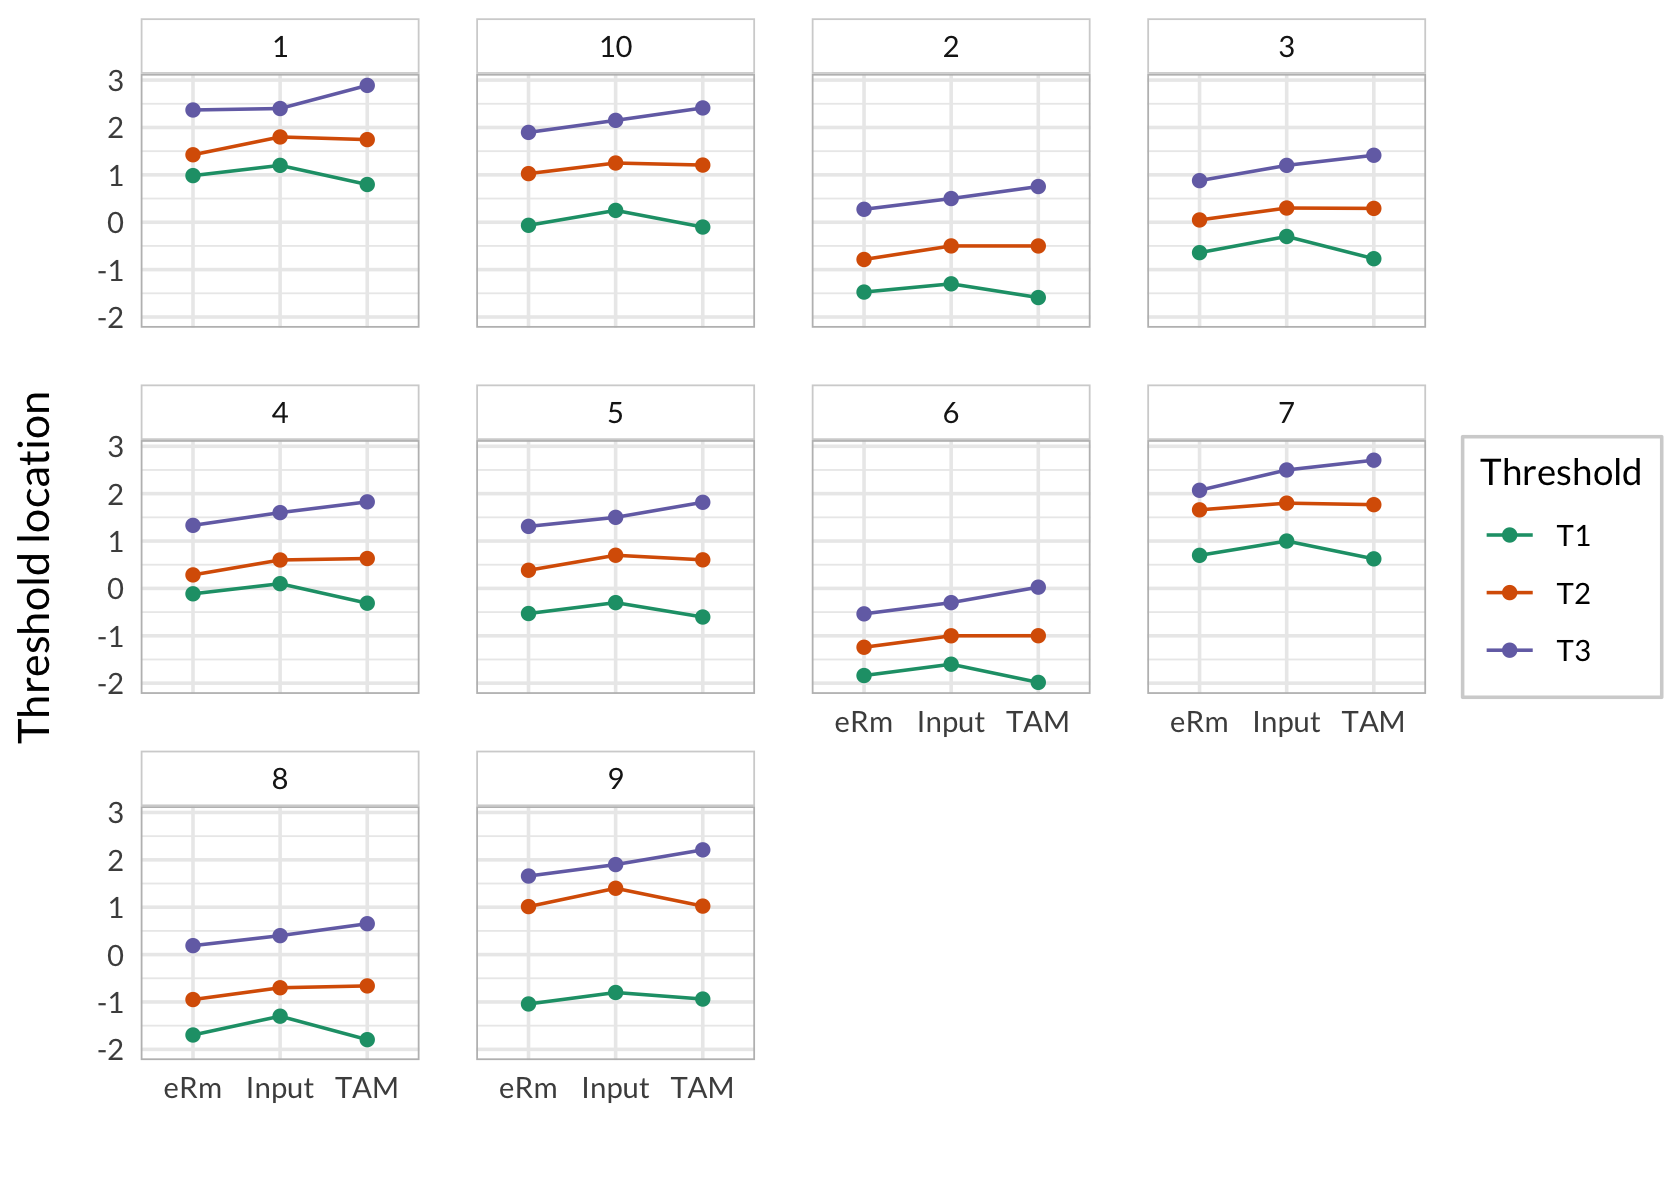 1 10 2 3
3
2
1
0
-1
-2
Threshold location
4 5 6 7
3
2
1
0
-1
-2
eRm Input TAM eRm Input TAM
Threshold
T1
T2
T3
8 9
3
2
1
0
-1
-2
eRm Input TAM eRm Input TAM